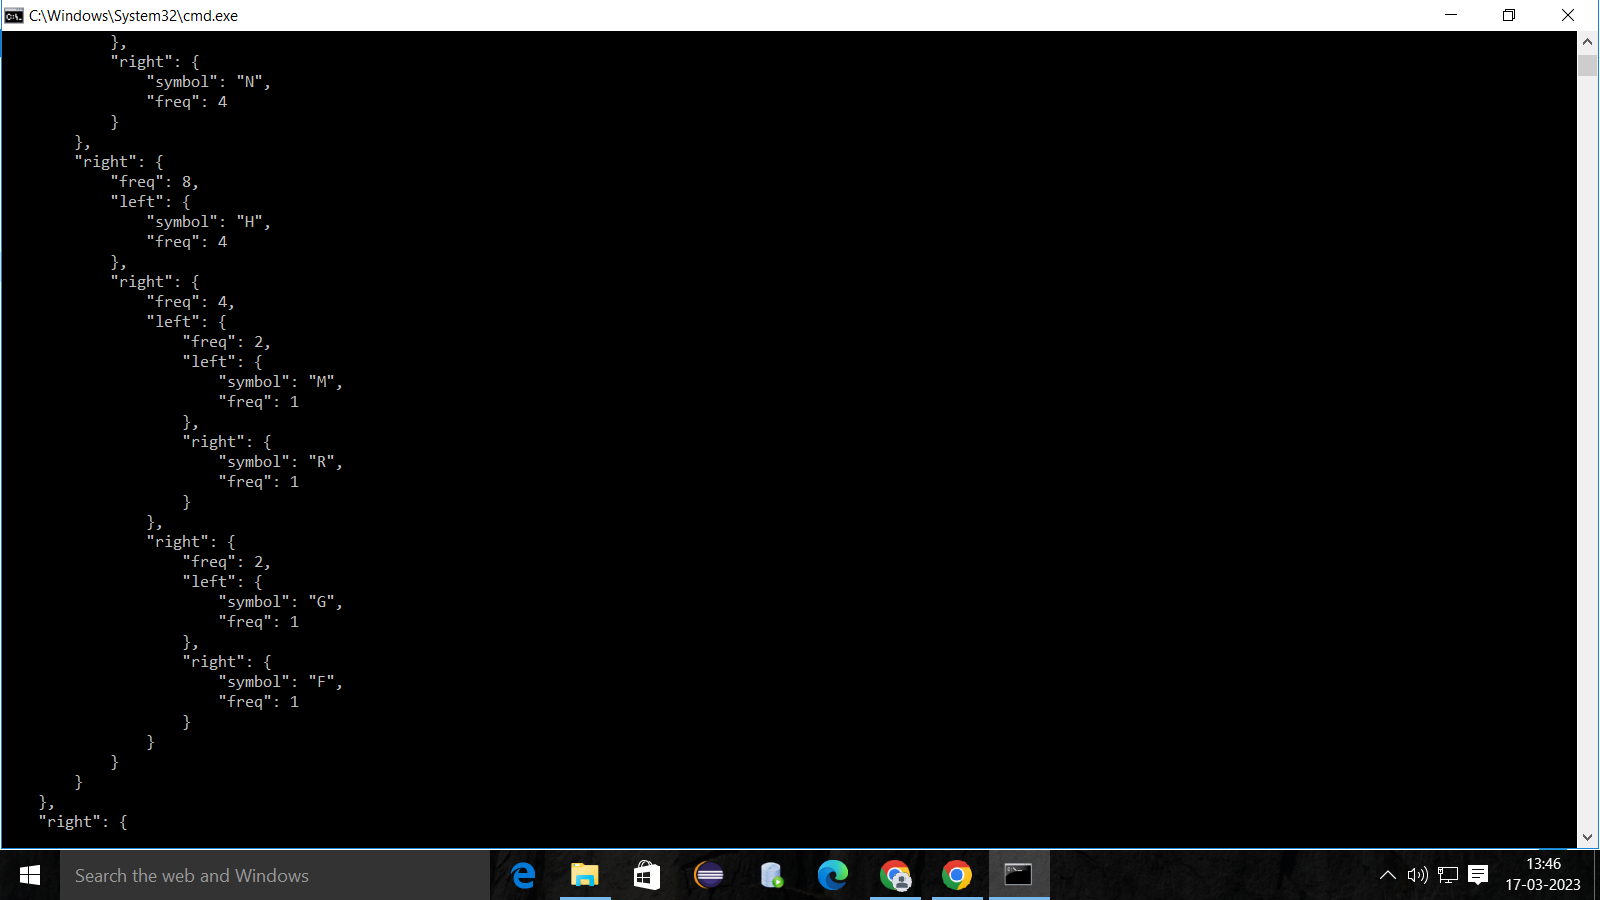 C:\Windows\System32\cmd.exe
            },
            "right": {
                "symbol": "N",
                "freq": 4
            }
        },
        "right": {
            "freq": 8,
            "left": {
                "symbol": "H",
                "freq": 4
            },
            "right": {
                "freq": 4,
                "left": {
                    "freq": 2,
                    "left": {
                        "symbol": "M",
                        "freq": 1
                    },
                    "right": {
                        "symbol": "R",
                        "freq": 1
                    }
                },
                "right": {
                    "freq": 2,
                    "left": {
                        "symbol": "G",
                        "freq": 1
                    },
                    "right": {
                        "symbol": "F",
                        "freq": 1
                    }
                }
            }
        }
    },
    "right": {
Search the web and Windows
13:46
17-03-2023